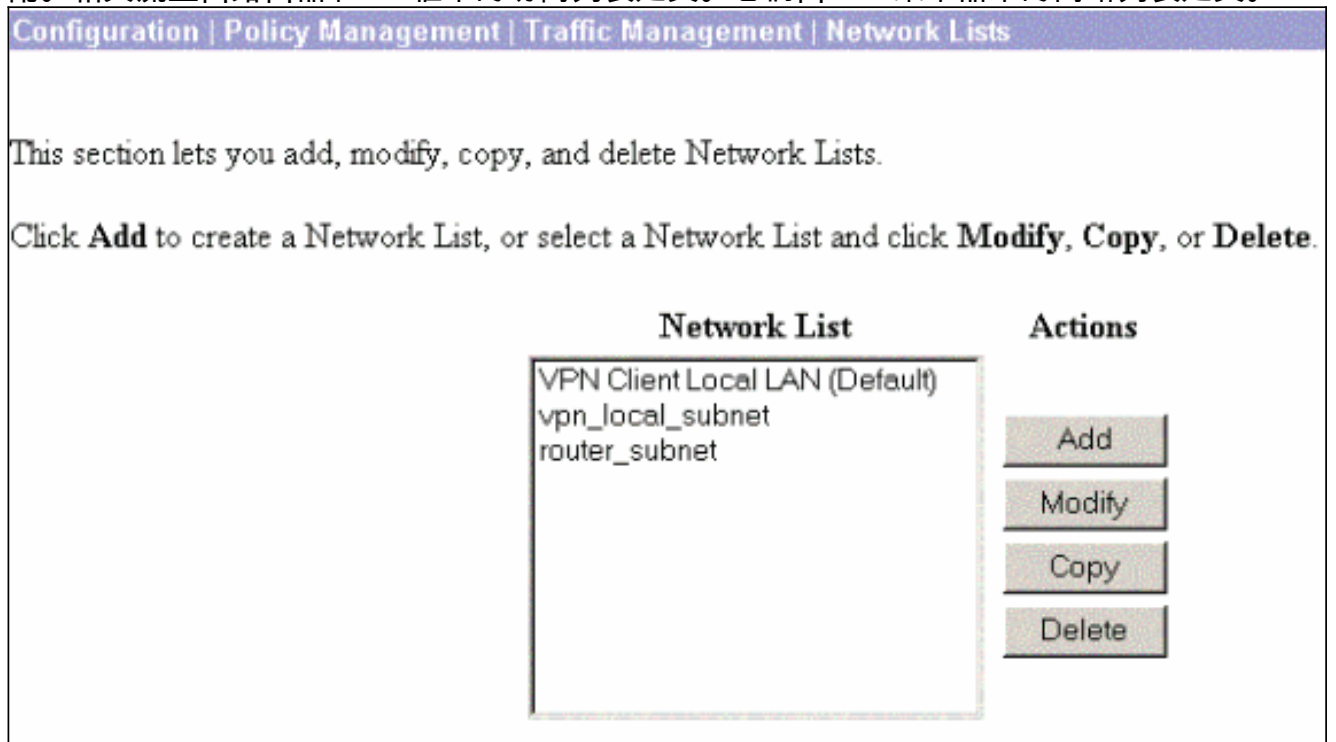 Configuration | Policy Management | Traffic Management | Network Lists
This section lets you add, modify, copy, and delete Network Lists.
Click Add to create a Network List, or select a Network List and click Modify, Copy, or Delete.
Network List
Actions
VPN Client Local LAN (Default)
vpn_local_subnet
router_subnet
Add
Modify
Copy
Delete